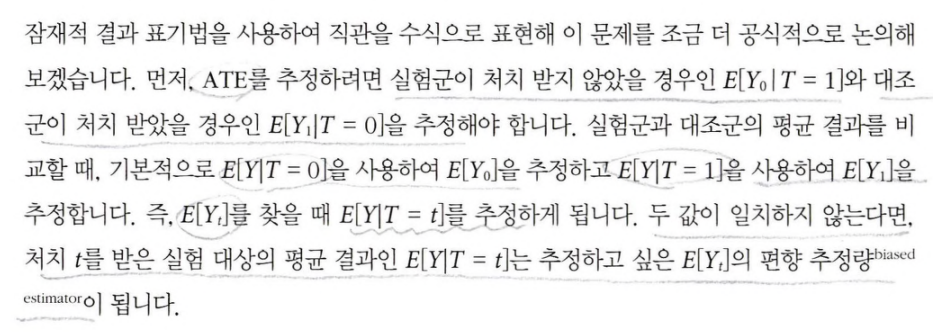 잠재적 결과 표기법을 사용하여 직관을 수식으로 표현해 이 문제를 조금 더 공식적으로 논의해
보겠습니다. 먼저, ATE를 추정하려면 실험군이 처치 받지 않았을 경우인 E[Y₀|T = 1]와 대조
군이 처치 받았을 경우인 E[Y₁|T = 0]을 추정해야 합니다. 실험군과 대조군의 평균 결과를 비
교할 때, 기본적으로 E[Y|T = 0]을 사용하여 E[Y₀]을 추정하고 E[Y|T = 1]을 사용하여 E[Y₁]을
추정합니다. 즉, E[Yₜ]를 찾을 때 E[Y|T = t]를 추정하게 됩니다. 두 값이 일치하지 않는다면,
처치 t를 받은 실험 대상의 평균 결과인 E[Y|T = t]는 추정하고 싶은 E[Yₜ]의 편향 추정량biased
estimator이 됩니다.